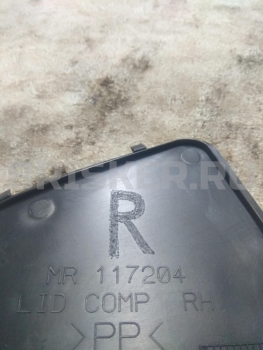 R
MR 117204
LID COMP RH
>PP<